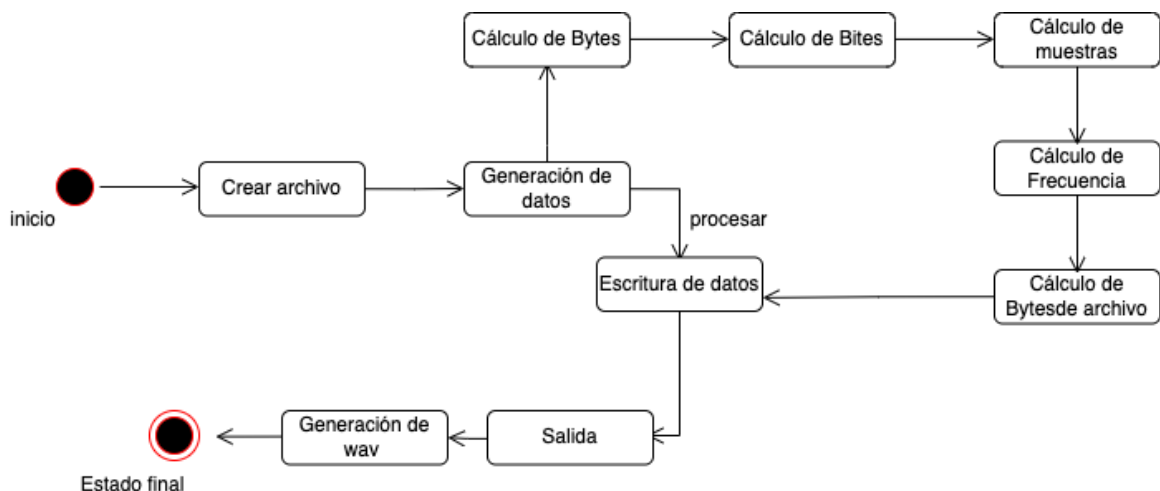 Cálculo de Bytes
Cálculo de Bites
Cálculo de
muestras
inicio
Crear archivo
Generación de
datos
procesar
Cálculo de
Frecuencia
Escritura de datos
Cálculo de
Bytesde archivo
Estado final
Generación de
wav
Salida